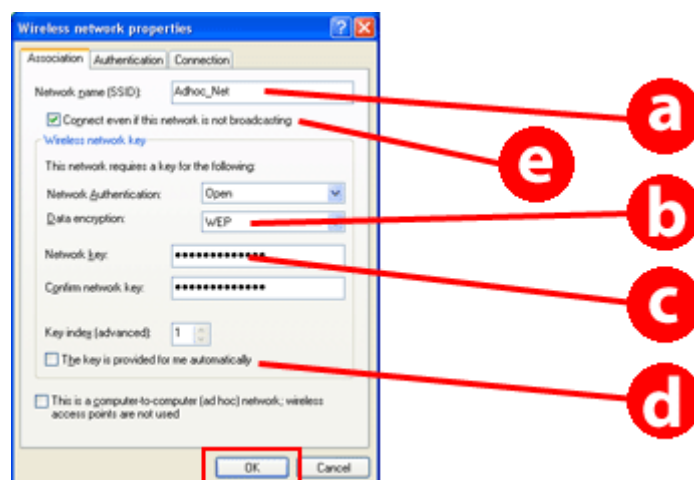 Wireless network properties
Association Authentication Connection
Network name (SSID): Adhoc_Net
a
Connect even if this network is not broadcasting
e
Wireless network key
This network requires a key for the following:
Network Authentication: Open
Data encryption: WEP
b
Network key: •••••••••••••
c
Confirm network key: •••••••••••••
Key index (advanced): 1
The key is provided for me automatically
d
This is a computer-to-computer (ad hoc) network; wireless
access points are not used
OK Cancel